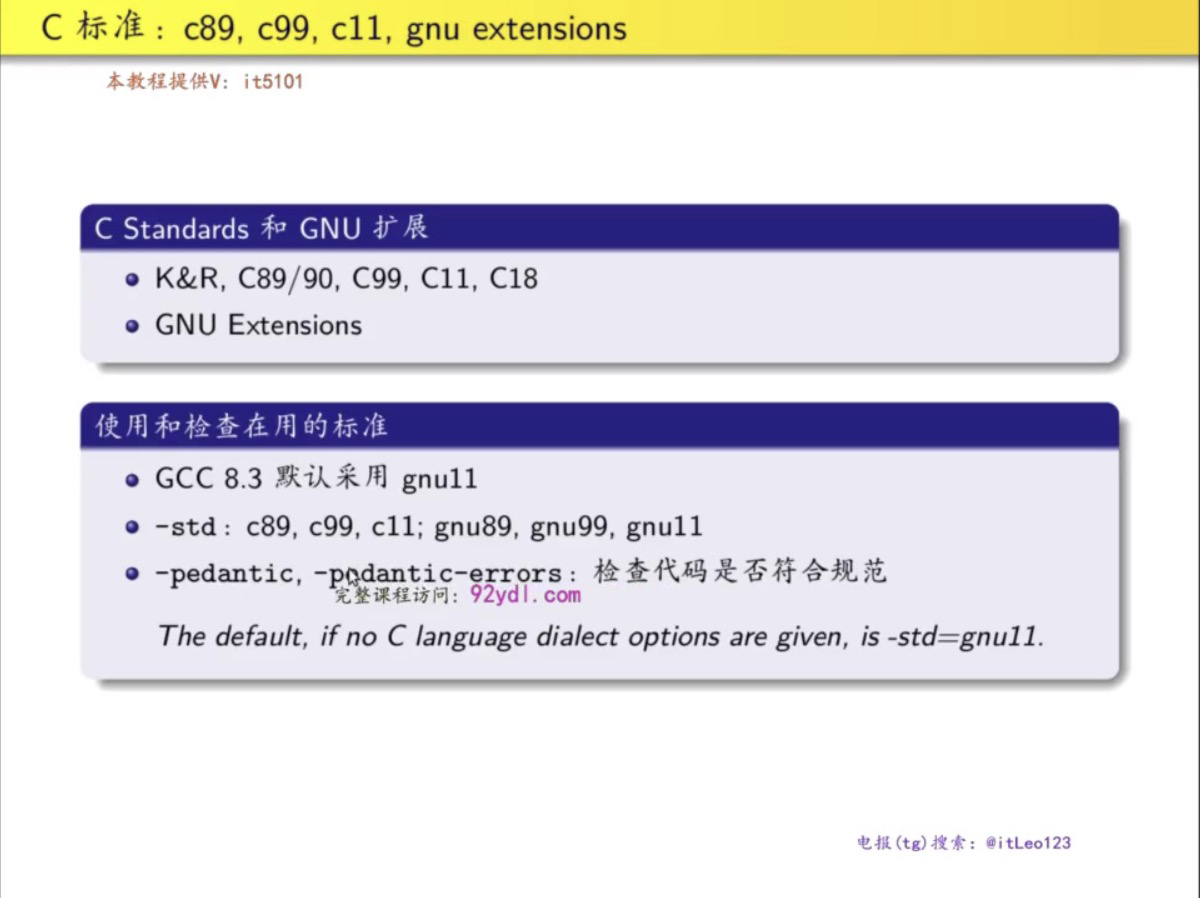 C 标准：c89, c99, c11, gnu extensions
本教程提供V: it5101
C Standards 和 GNU 扩展
K&R, C89/90, C99, C11, C18
GNU Extensions
使用和检查在用的标准
GCC 8.3 默认采用 gnu11
-std：c89, c99, c11; gnu89, gnu99, gnu11
-pedantic, -pedantic-errors：检查代码是否符合规范
完整课程访问: 92ydl.com
The default, if no C language dialect options are given, is -std=gnu11.
电报(tg)搜索: @itLeo123